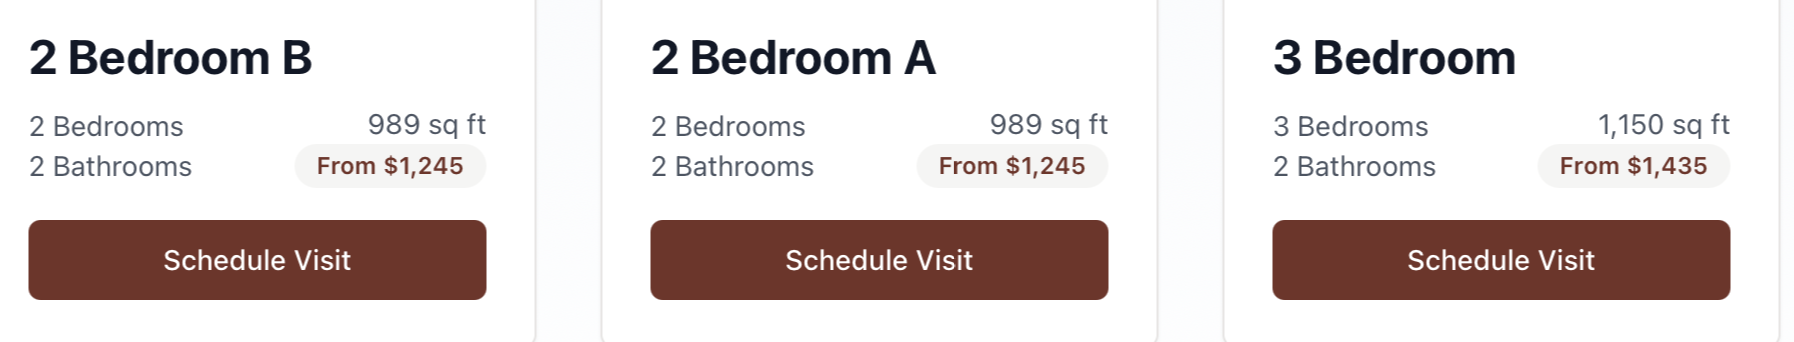 2 Bedroom B
2 Bedrooms 989 sq ft
2 Bathrooms From $1,245
Schedule Visit
2 Bedroom A
2 Bedrooms 989 sq ft
2 Bathrooms From $1,245
Schedule Visit
3 Bedroom
3 Bedrooms 1,150 sq ft
2 Bathrooms From $1,435
Schedule Visit